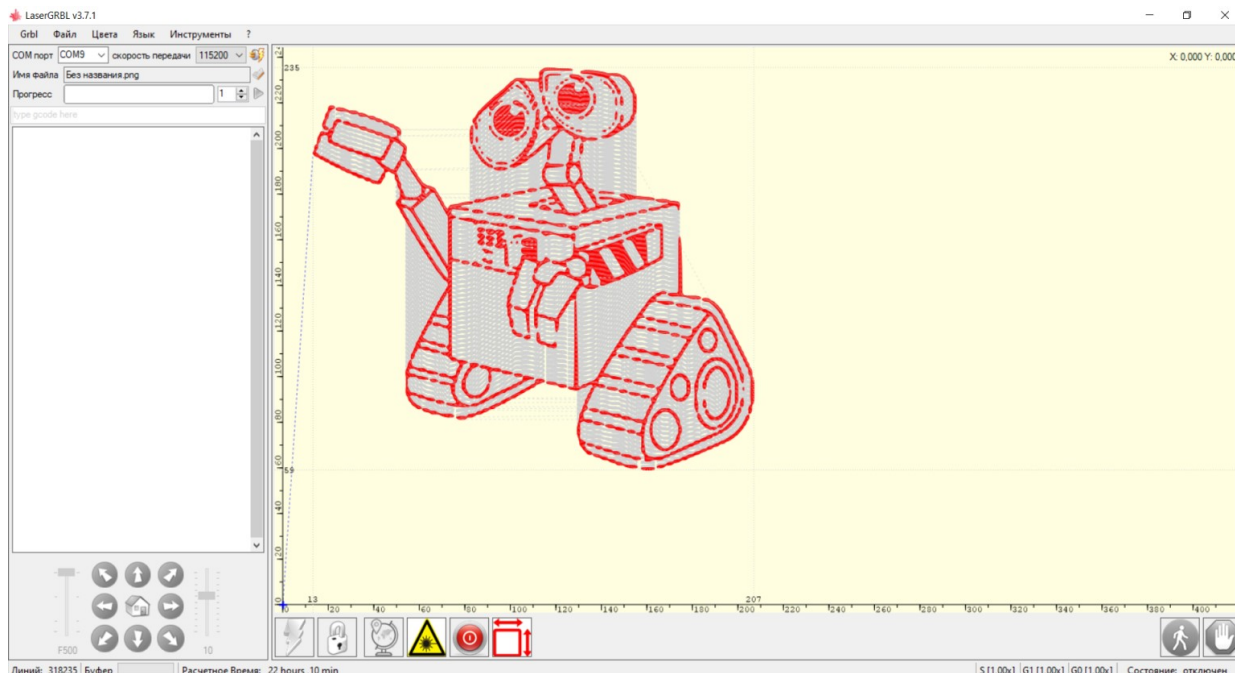 LaserGRBL v3.7.1
Grbl Файл Цвета Язык Инструменты ?
COM порт COM9 скорость передачи 115200
Имя файла Без названия.png
Прогресс 1
type gcode here
X: 0,000 Y: 0,000
235
220
200
180
160
140
120
100
80
60
59
40
20
0
13
207
0 20 40 60 80 100 120 140 160 180 200 220 240 260 280 300 320 340 360 380 400
F500 10
Линий: 318235 Буфер Расчетное Время: 22 hours, 10 min
S [1.00x] G1 [1.00x] G0 [1.00x] Состояние: отключен